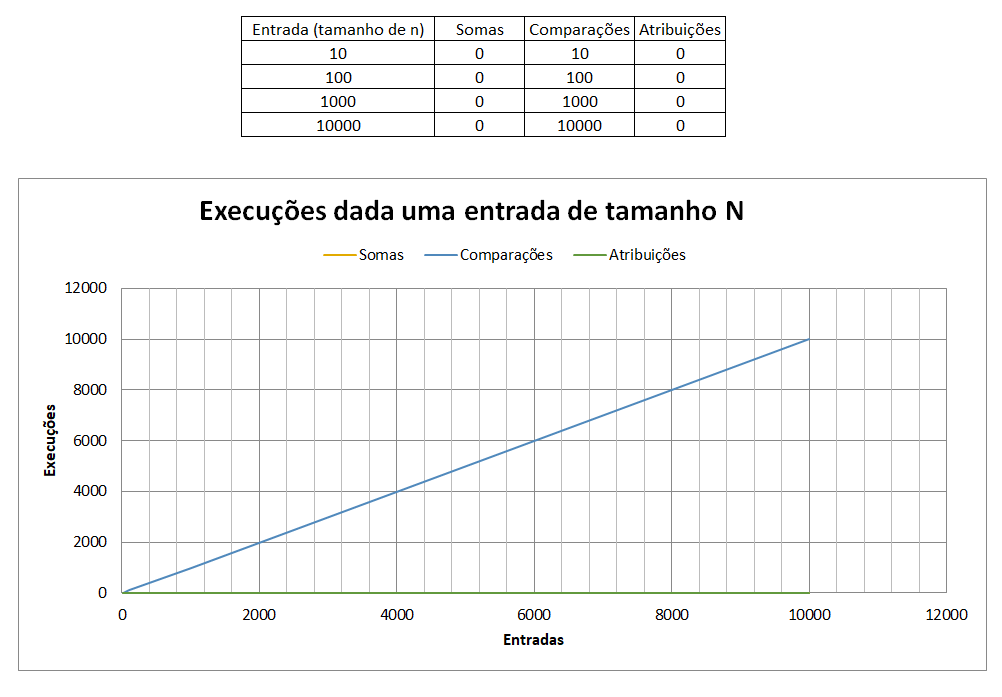 Entrada (tamanho de n) Somas Comparações Atribuições
10 0 10 0
100 0 100 0
1000 0 1000 0
10000 0 10000 0
Execuções dada uma entrada de tamanho N
Somas Comparações Atribuições
12000
10000
8000
6000
4000
2000
0
Execuções
0 2000 4000 6000 8000 10000 12000
Entradas